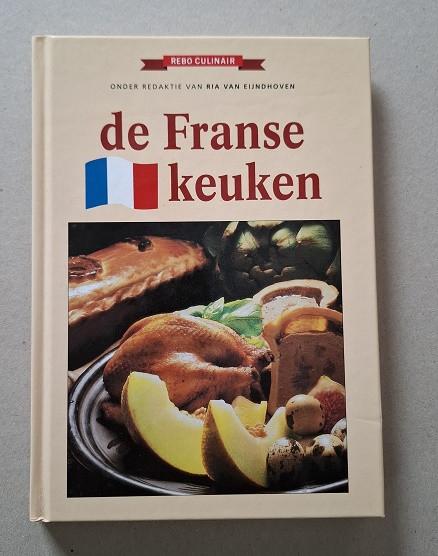 REBO CULINAIR
ONDER REDAKTIE VAN RIA VAN EIJNDHOVEN
de Franse
keuken